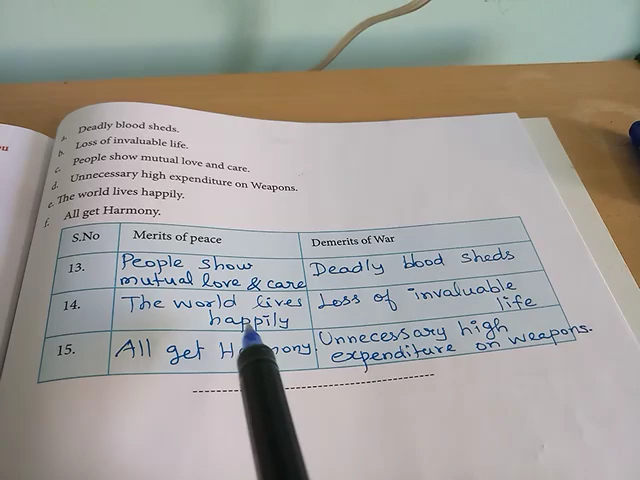 a. Deadly blood sheds.
b. Loss of invaluable life.
c. People show mutual love and care.
d. Unnecessary high expenditure on Weapons.
e. The world lives happily.
f. All get Harmony.
S.No Merits of peace Demerits of War
13. People show mutual love & care Deadly blood sheds
14. The world lives happily Loss of invaluable life
15. All get Unnecessary high expenditure on weapons.